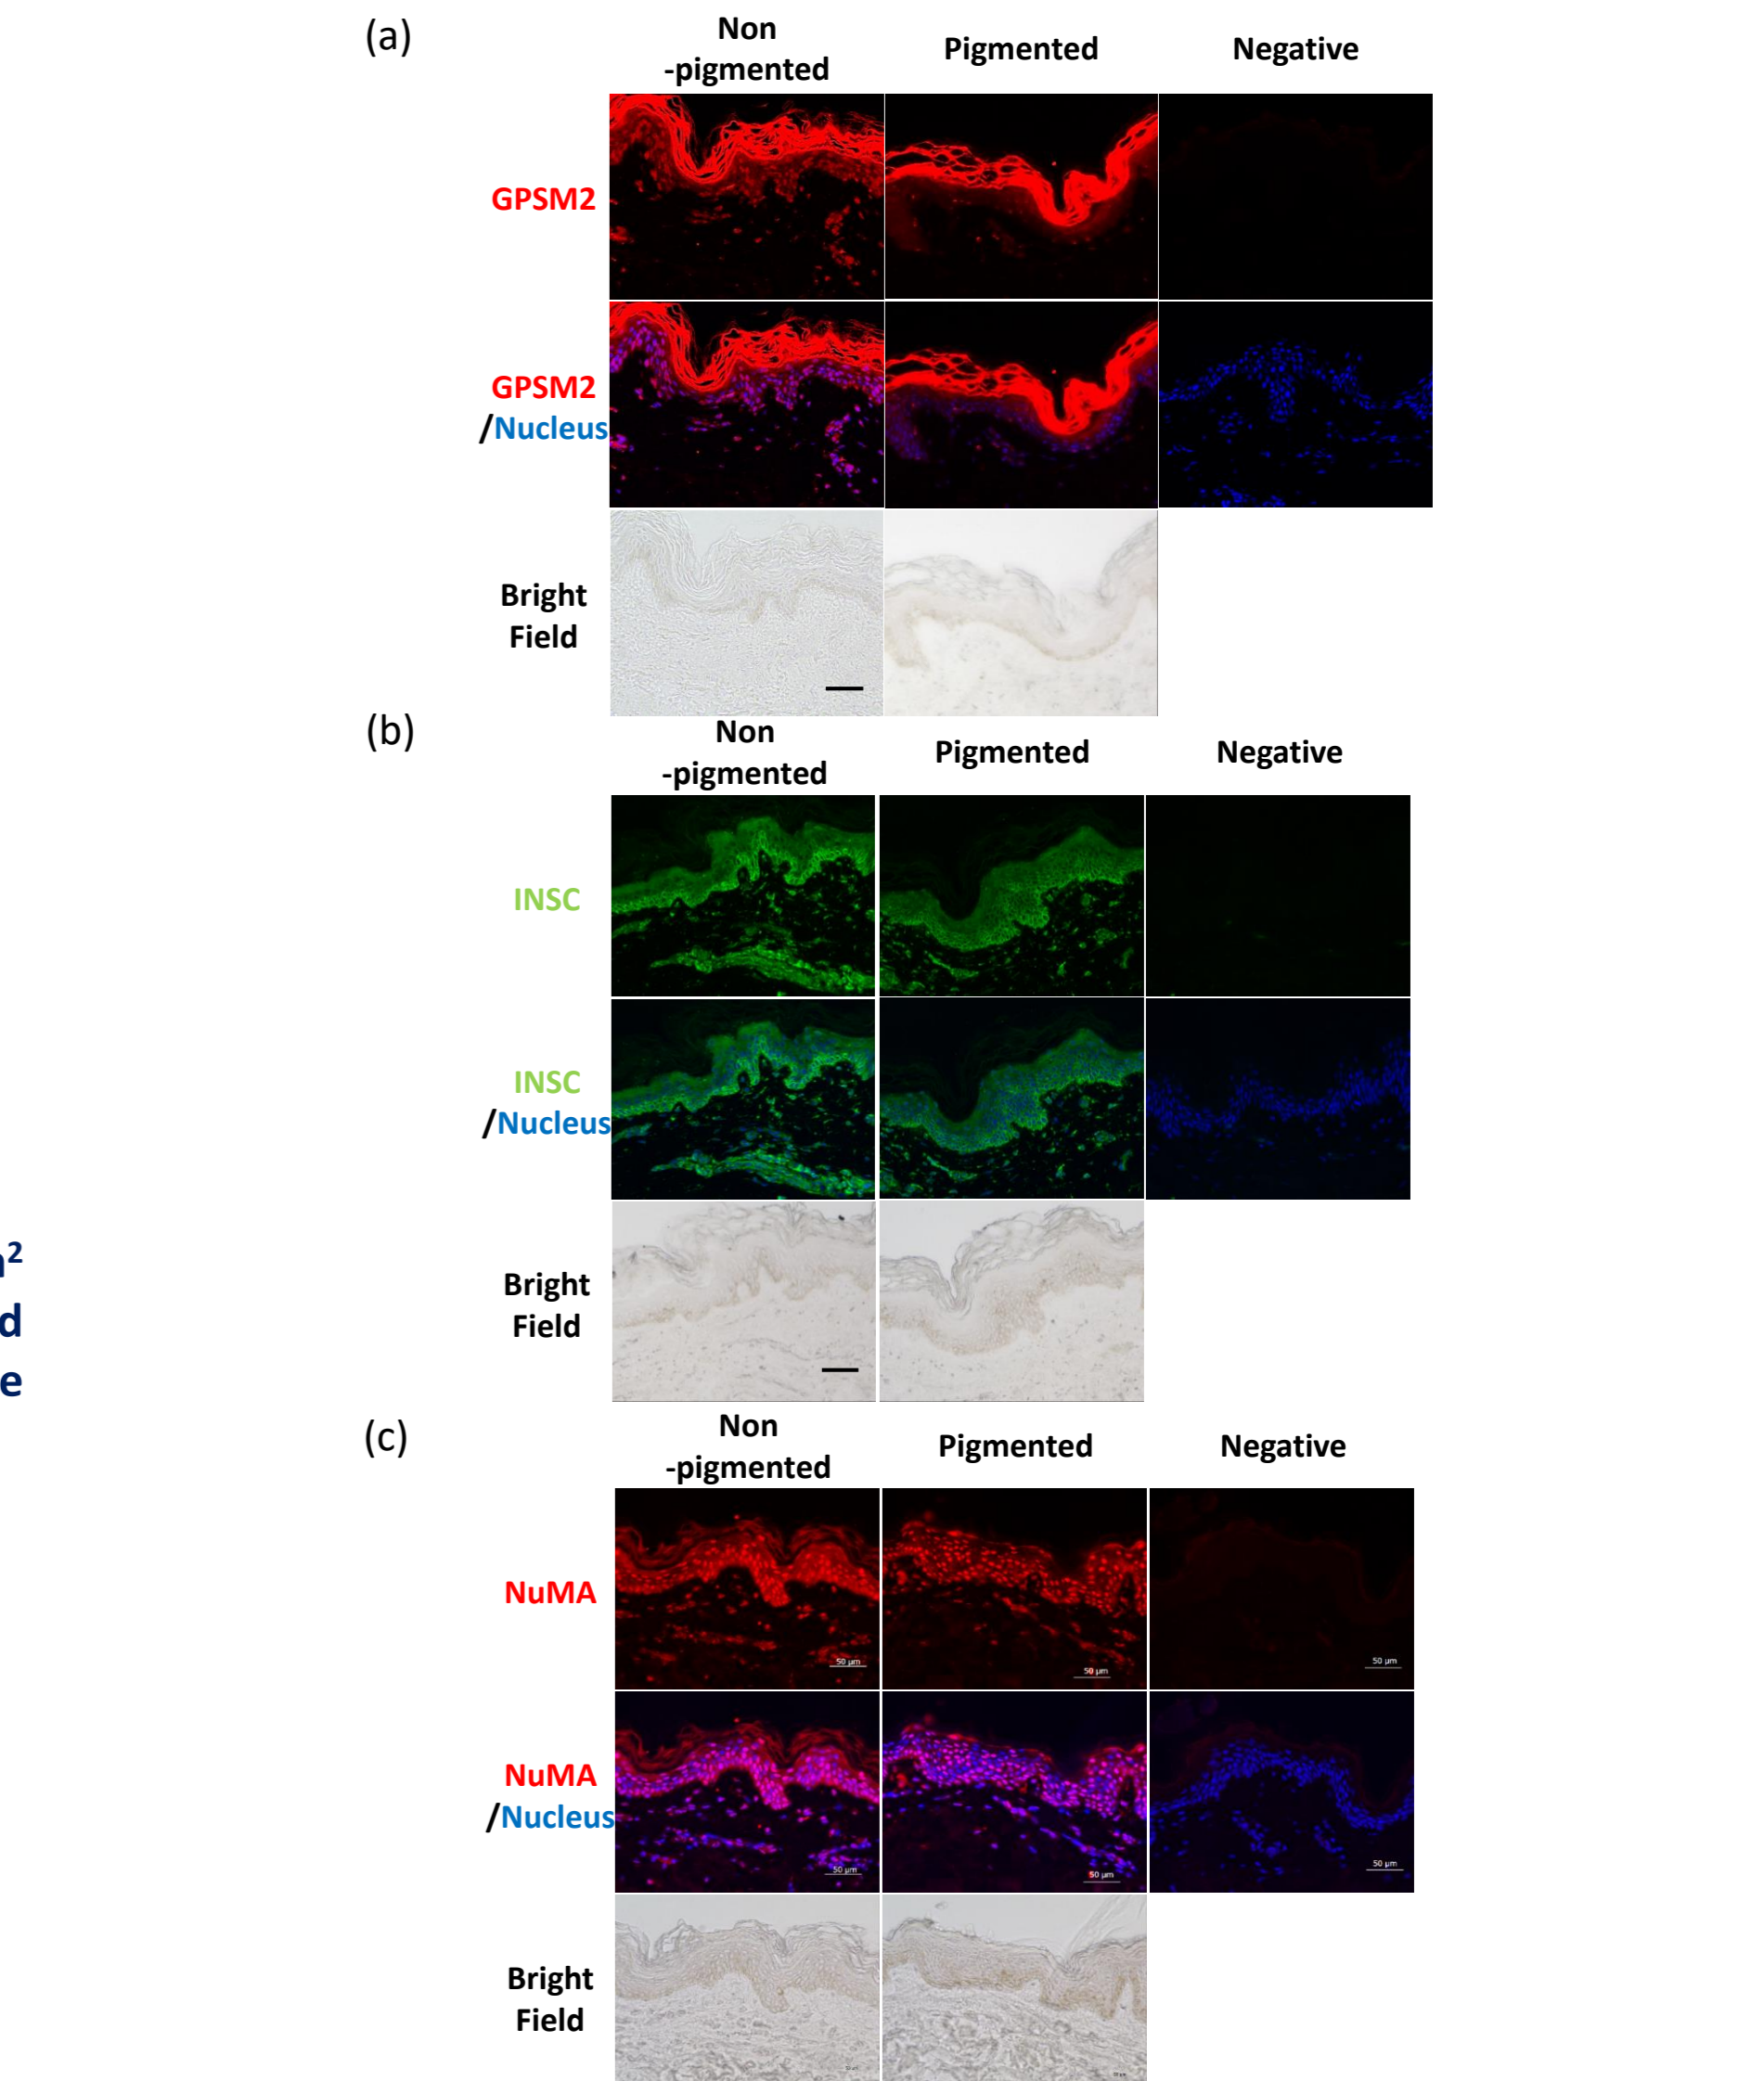 (a)
Non
-pigmented
Pigmented
Negative
GPSM2
GPSM2
/Nucleus
Bright
Field
(b)
Non
-pigmented
Pigmented
Negative
INSC
INSC
/Nucleus
2
d
e
Bright
Field
(c)
Non
-pigmented
Pigmented
Negative
NuMA
50 µm
50 µm
50 µm
NuMA
/Nucleus
50 µm
50 µm
50 µm
Bright
Field